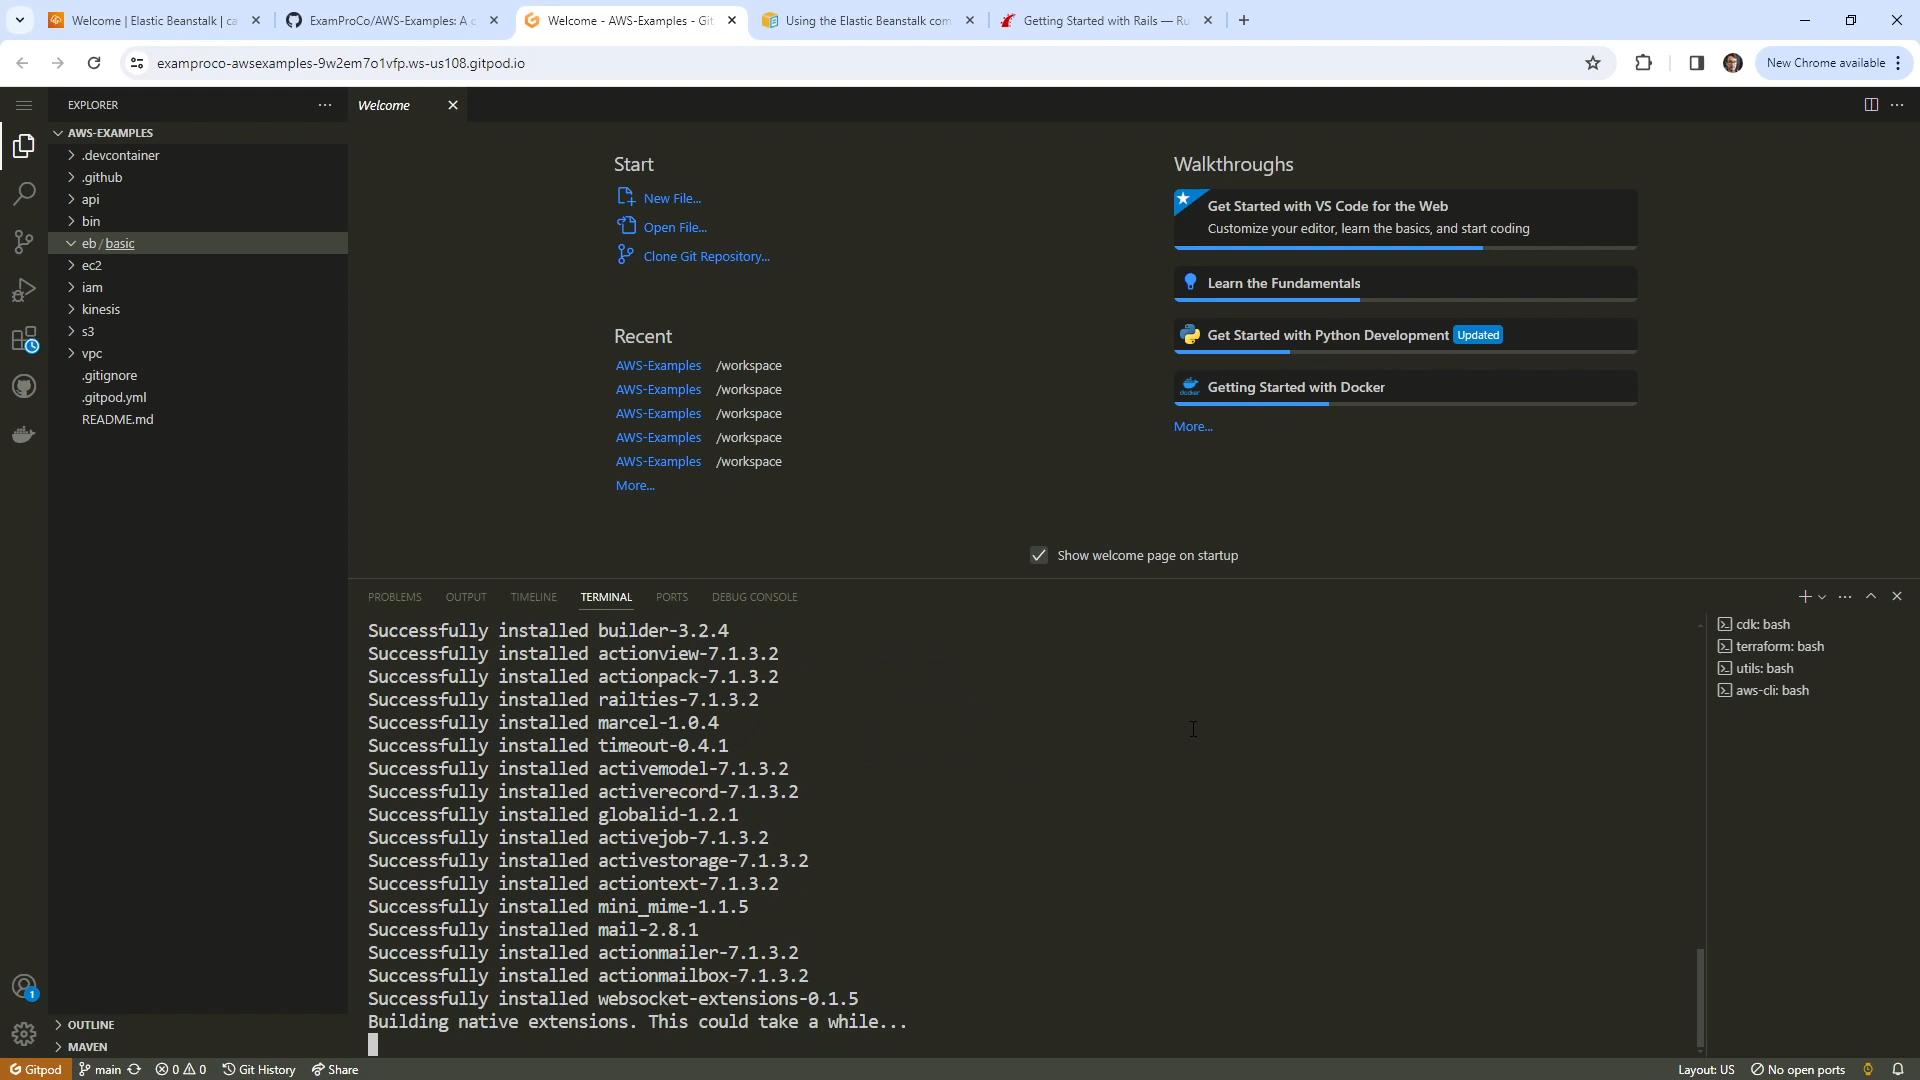 Welcome | Elastic Beanstalk | ca
ExamProCo/AWS-Examples: A c
Welcome - AWS-Examples - Git
Using the Elastic Beanstalk com
Getting Started with Rails — Ru
examproco-awsexamples-9w2em7o1vfp.ws-us108.gitpod.io
New Chrome available
EXPLORER
Welcome
AWS-EXAMPLES
.devcontainer
.github
api
bin
eb / basic
ec2
iam
kinesis
s3
vpc
.gitignore
.gitpod.yml
README.md
OUTLINE
MAVEN
Start
New File...
Open File...
Clone Git Repository...
Recent
AWS-Examples /workspace
AWS-Examples /workspace
AWS-Examples /workspace
AWS-Examples /workspace
AWS-Examples /workspace
More...
Walkthroughs
Get Started with VS Code for the Web
Customize your editor, learn the basics, and start coding
Learn the Fundamentals
Get Started with Python Development Updated
Getting Started with Docker
More...
Show welcome page on startup
PROBLEMS OUTPUT TIMELINE TERMINAL PORTS DEBUG CONSOLE
Successfully installed builder-3.2.4
Successfully installed actionview-7.1.3.2
Successfully installed actionpack-7.1.3.2
Successfully installed railties-7.1.3.2
Successfully installed marcel-1.0.4
Successfully installed timeout-0.4.1
Successfully installed activemodel-7.1.3.2
Successfully installed activerecord-7.1.3.2
Successfully installed globalid-1.2.1
Successfully installed activejob-7.1.3.2
Successfully installed activestorage-7.1.3.2
Successfully installed actiontext-7.1.3.2
Successfully installed mini_mime-1.1.5
Successfully installed mail-2.8.1
Successfully installed actionmailer-7.1.3.2
Successfully installed actionmailbox-7.1.3.2
Successfully installed websocket-extensions-0.1.5
Building native extensions. This could take a while...
cdk: bash
terraform: bash
utils: bash
aws-cli: bash
1
Gitpod main 0 0 Git History Share
Layout: US No open ports